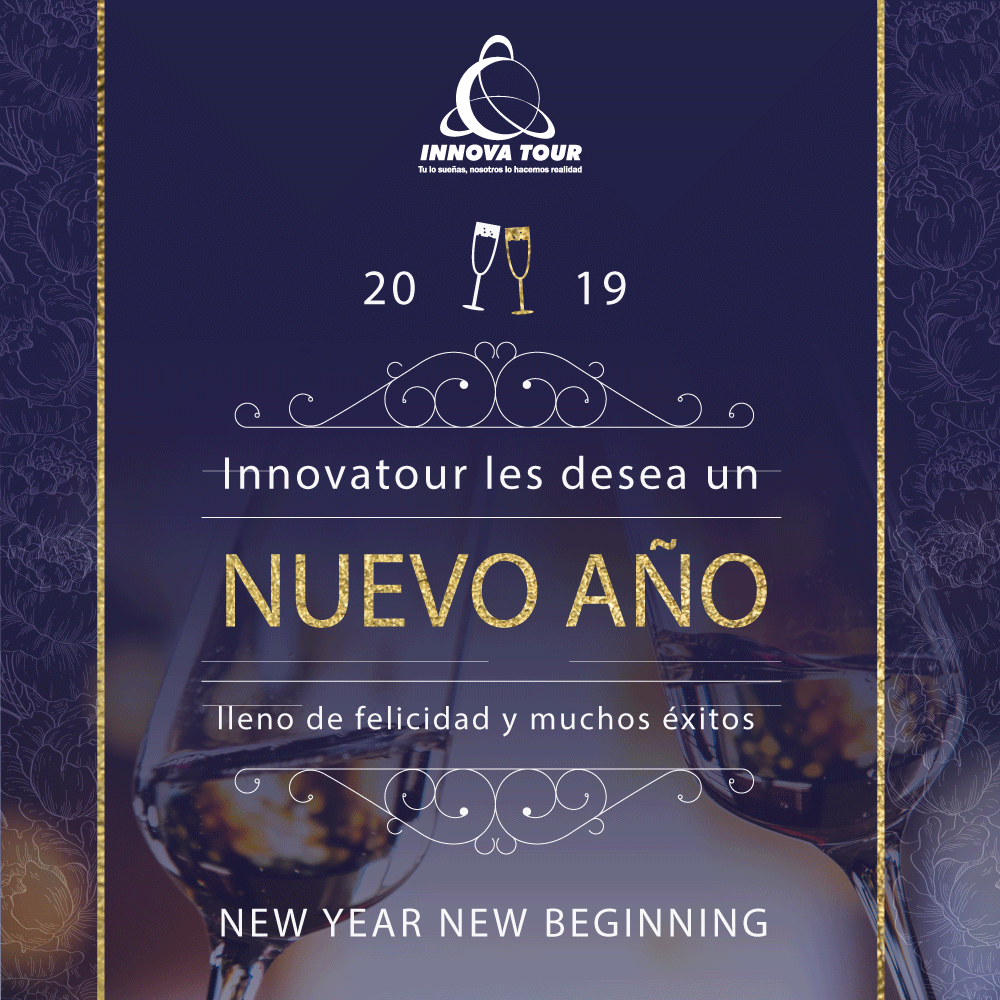 INNOVA TOUR
Tu lo sueñas, nosotros lo hacemos realidad
20 19
Innovatour les desea un
NUEVO AÑO
lleno de felicidad y muchos éxitos
NEW YEAR NEW BEGINNING